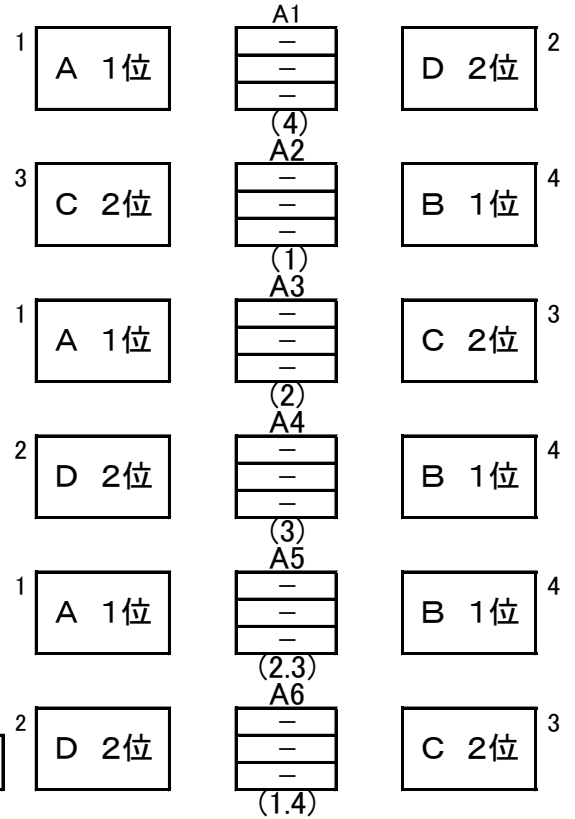 A1
1 A 1位 － D 2位 2
－
－
(4)
A2
3 C 2位 － B 1位 4
－
－
(1)
A3
1 A 1位 － C 2位 3
－
－
(2)
A4
2 D 2位 － B 1位 4
－
－
(3)
A5
1 A 1位 － B 1位 4
－
－
(2.3)
A6
2 D 2位 － C 2位 3
－
－
(1.4)